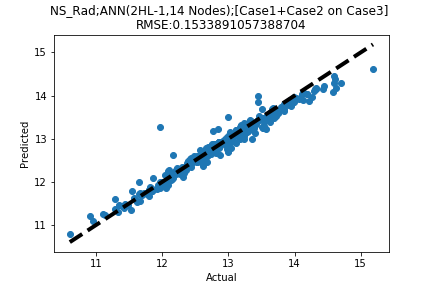 NS_Rad;ANN(2HL-1,14 Nodes);[Case1+Case2 on Case3]
RMSE:0.1533891057388704
15
14
13
12
11
Predicted
11 12 13 14 15
Actual